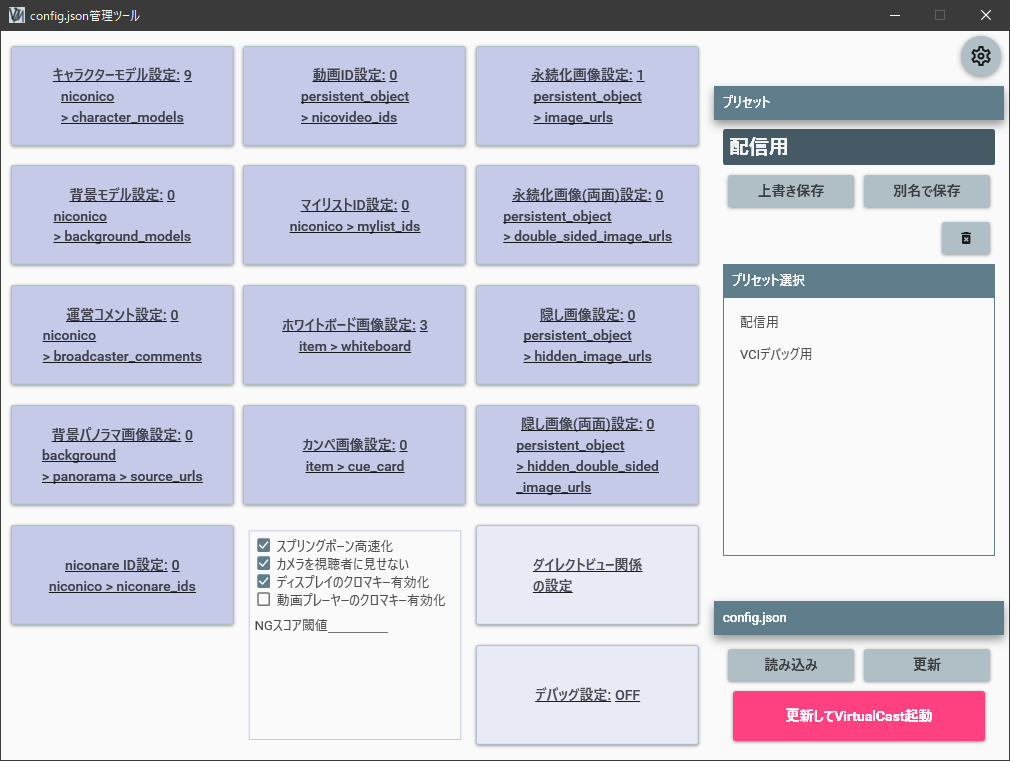 config.json管理ツール
キャラクターモデル設定: 9
niconico
> character_models
動画ID設定: 0
persistent_object
> nicovideo_ids
永続化画像設定: 1
persistent_object
> image_urls
背景モデル設定: 0
niconico
> background_models
マイリストID設定: 0
niconico > mylist_ids
永続化画像(両面)設定: 0
persistent_object
> double_sided_image_urls
運営コメント設定: 0
niconico
> broadcaster_comments
ホワイトボード画像設定: 3
item > whiteboard
隠し画像設定: 0
persistent_object
> hidden_image_urls
背景パノラマ画像設定: 0
background
> panorama > source_urls
カンペ画像設定: 0
item > cue_card
隠し画像(両面)設定: 0
persistent_object
> hidden_double_sided
_image_urls
niconare ID設定: 0
niconico > niconare_ids
スプリングボーン高速化
カメラを視聴者に見せない
ディスプレイのクロマキー有効化
動画プレーヤーのクロマキー有効化
NGスコア閾値
ダイレクトビュー関係
の設定
デバッグ設定: OFF
プリセット
配信用
上書き保存
別名で保存
プリセット選択
配信用
VCIデバッグ用
config.json
読み込み
更新
更新してVirtualCast起動